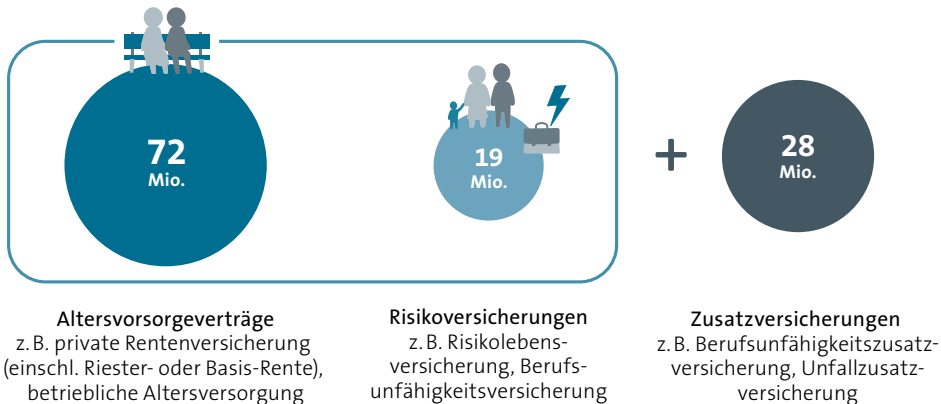 72
Mio.
19
Mio.
+
28
Mio.
Altersvorsorgeverträge
z. B. private Rentenversicherung
(einschl. Riester- oder Basis-Rente),
betriebliche Altersversorgung
Risikoversicherungen
z. B. Risikolebens-
versicherung, Berufs-
unfähigkeitsversicherung
Zusatzversicherungen
z. B. Berufsunfähigkeitszusatz-
versicherung, Unfallzusatz-
versicherung